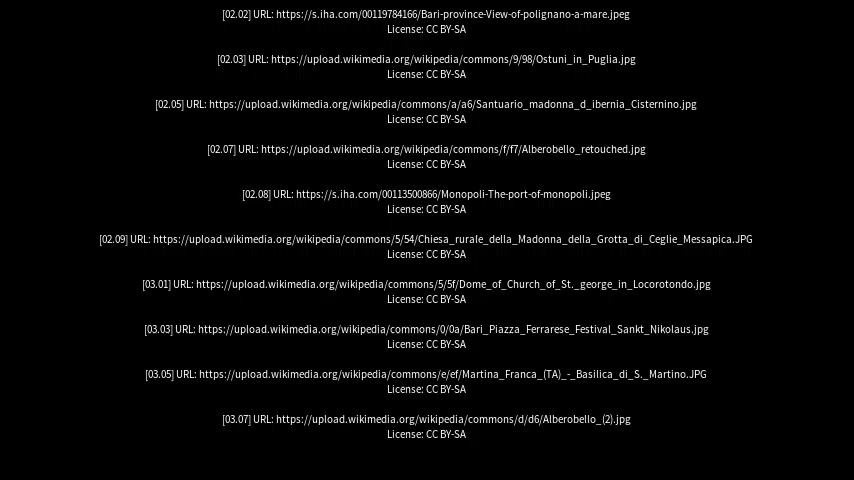 [02.02] URL: https://s.iha.com/00119784166/Bari-province-View-of-polignano-a-mare.jpeg
License: CC BY-SA
[02.03] URL: https://upload.wikimedia.org/wikipedia/commons/9/98/Ostuni_in_Puglia.jpg
License: CC BY-SA
[02.05] URL: https://upload.wikimedia.org/wikipedia/commons/a/a6/Santuario_madonna_d_ibernia_Cisternino.jpg
License: CC BY-SA
[02.07] URL: https://upload.wikimedia.org/wikipedia/commons/f/f7/Alberobello_retouched.jpg
License: CC BY-SA
[02.08] URL: https://s.iha.com/00113500866/Monopoli-The-port-of-monopoli.jpeg
License: CC BY-SA
[02.09] URL: https://upload.wikimedia.org/wikipedia/commons/5/54/Chiesa_rurale_della_Madonna_della_Grotta_di_Ceglie_Messapica.JPG
License: CC BY-SA
[03.01] URL: https://upload.wikimedia.org/wikipedia/commons/5/5f/Dome_of_Church_of_St._george_in_Locorotondo.jpg
License: CC BY-SA
[03.03] URL: https://upload.wikimedia.org/wikipedia/commons/0/0a/Bari_Piazza_Ferrarese_Festival_Sankt_Nikolaus.jpg
License: CC BY-SA
[03.05] URL: https://upload.wikimedia.org/wikipedia/commons/e/ef/Martina_Franca_(TA)_-_Basilica_di_S._Martino.JPG
License: CC BY-SA
[03.07] URL: https://upload.wikimedia.org/wikipedia/commons/d/d6/Alberobello_(2).jpg
License: CC BY-SA